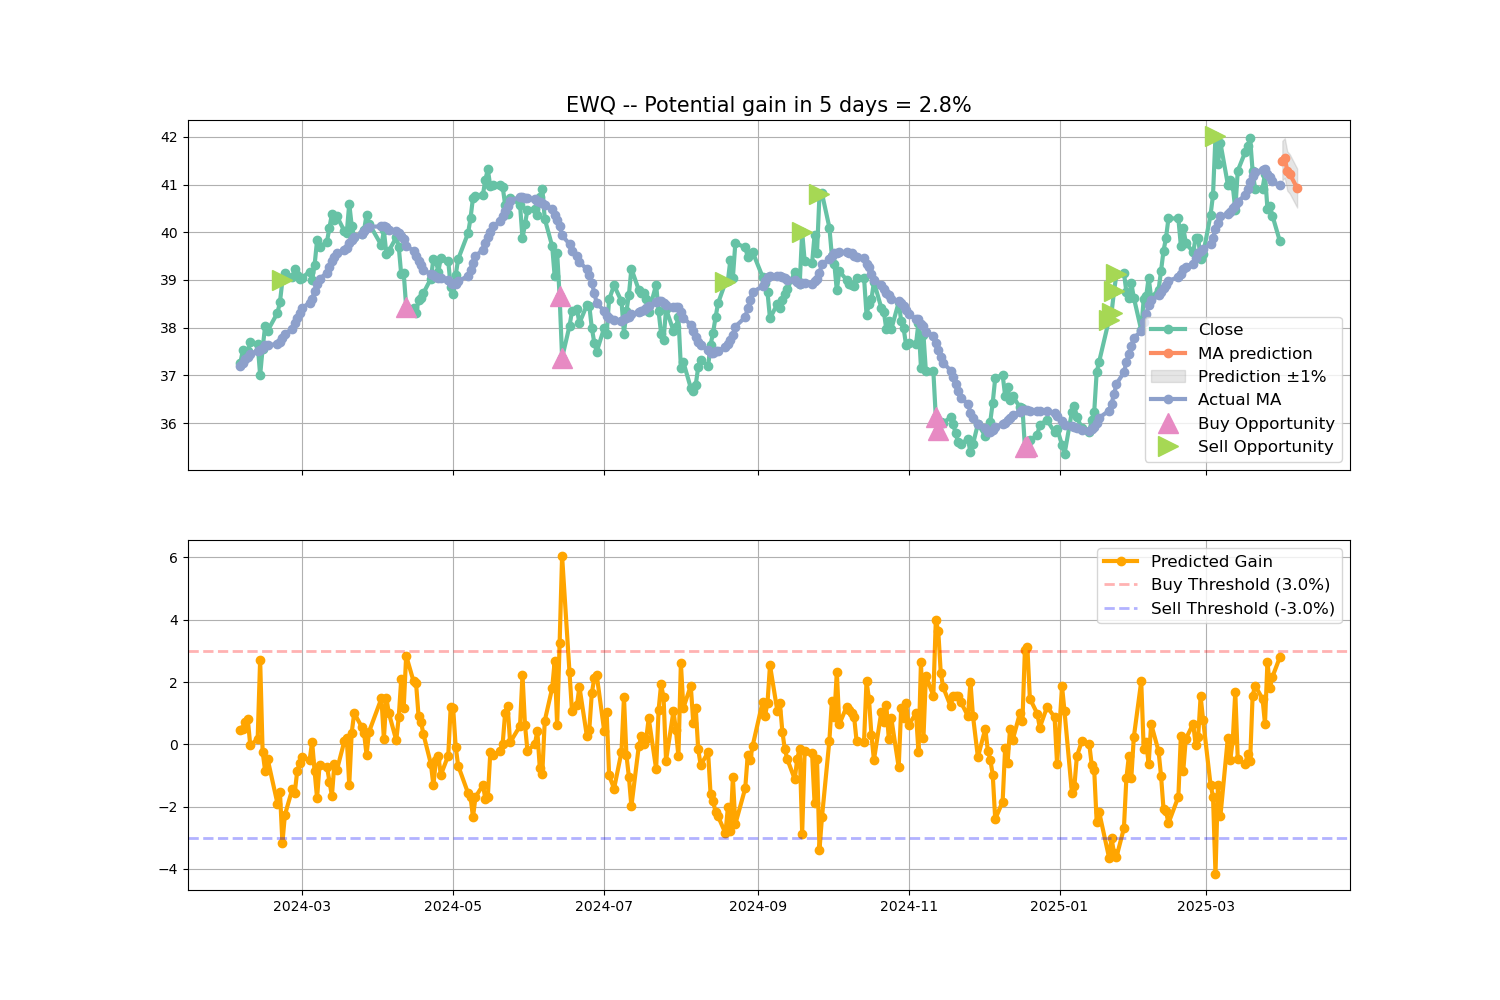 EWQ -- Potential gain in 5 days = 2.8%
42
41
40
39
38
37
36
Close
MA prediction
Prediction ±1%
Actual MA
Buy Opportunity
Sell Opportunity
6
4
2
0
−2
−4
Predicted Gain
Buy Threshold (3.0%)
Sell Threshold (-3.0%)
2024-03 2024-05 2024-07 2024-09 2024-11 2025-01 2025-03